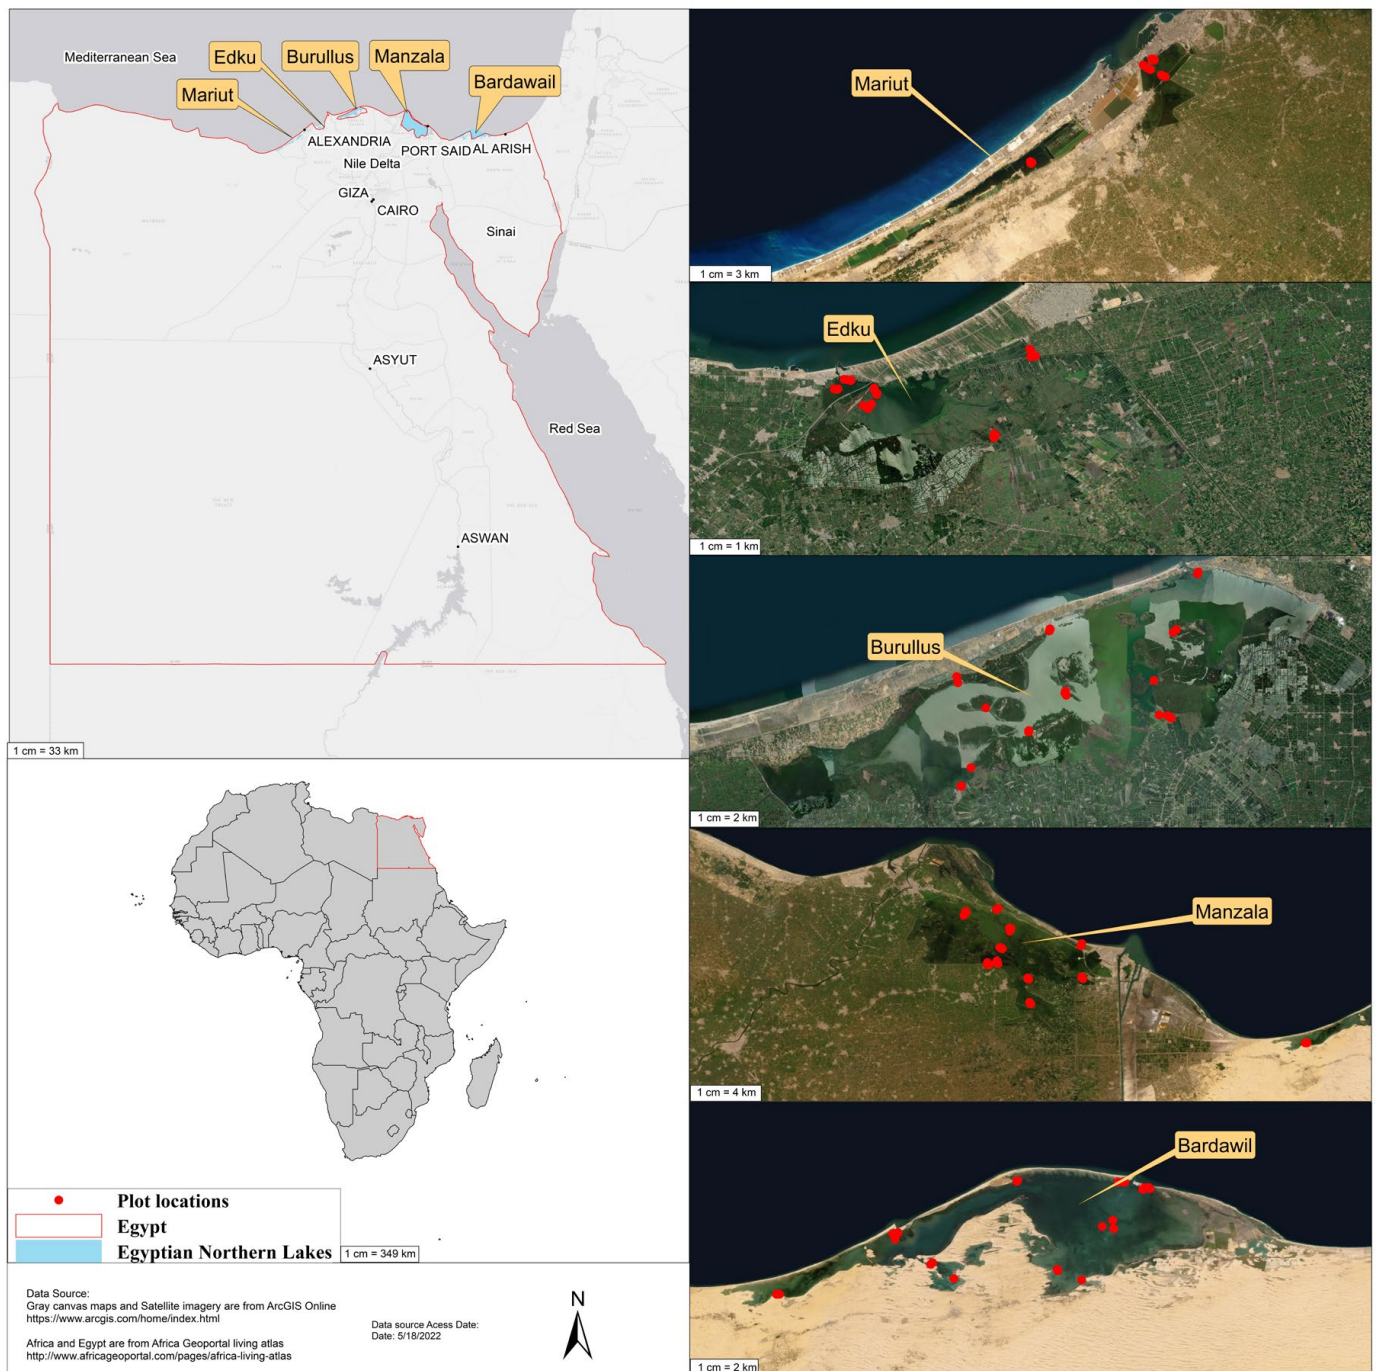 Mediterranean Sea
Edku
Burullus
Manzala
Bardawail
Mariut
ALEXANDRIA
PORT SAID
AL ARISH
Nile Delta
GIZA
CAIRO
Sinai
ASYUT
Red Sea
ASWAN
1 cm = 33 km
Plot locations
Egypt
Egyptian Northern Lakes
1 cm = 349 km
Data Source:
Gray canvas maps and Satellite imagery are from ArcGIS Online
https://www.arcgis.com/home/index.html
Africa and Egypt are from Africa Geoportal living atlas
http://www.africageoportal.com/pages/africa-living-atlas
Data source Acess Date:
Date: 5/18/2022
N
Mariut
1 cm = 3 km
Edku
1 cm = 1 km
Burullus
1 cm = 2 km
Manzala
1 cm = 4 km
Bardawil
1 cm = 2 km